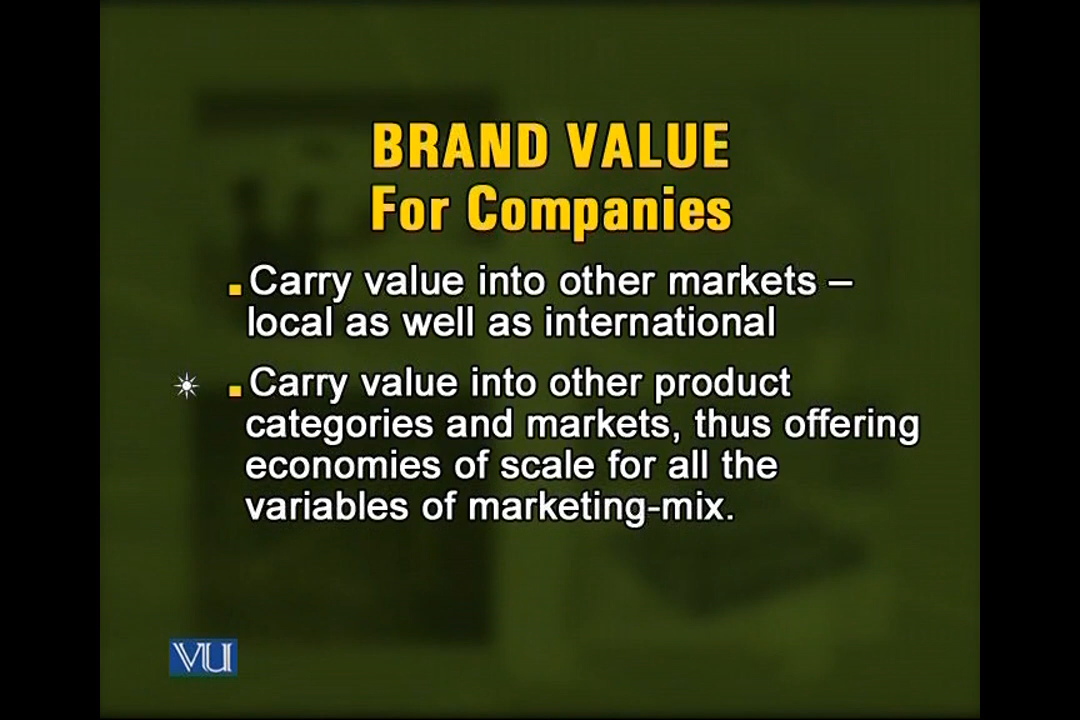 BRAND VALUE
For Companies
Carry value into other markets –
local as well as international
Carry value into other product
categories and markets, thus offering
economies of scale for all the
variables of marketing-mix.
VU